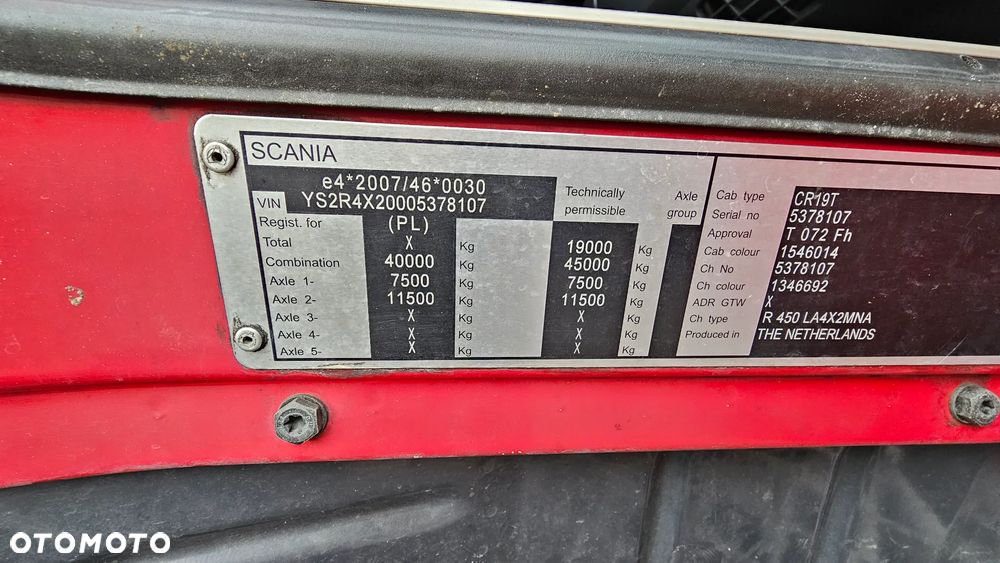 SCANIA
e4*2007/46*0030
VIN YS2R4X20005378107
Regist. for (PL) Technically permissible Axle group
Total X Kg 19000 Kg
Combination 40000 Kg 45000 Kg
Axle 1- 7500 Kg 7500 Kg
Axle 2- 11500 Kg 11500 Kg
Axle 3- X Kg X Kg
Axle 4- X Kg X Kg
Axle 5- X Kg X Kg
Cab type CR19T
Serial no 5378107
Approval T 072 Fh
Cab colour 1546014
Ch No 5378107
Ch colour 1346692
ADR GTW X
Ch type R 450 LA4X2MNA
Produced in THE NETHERLANDS
OTOMOTO